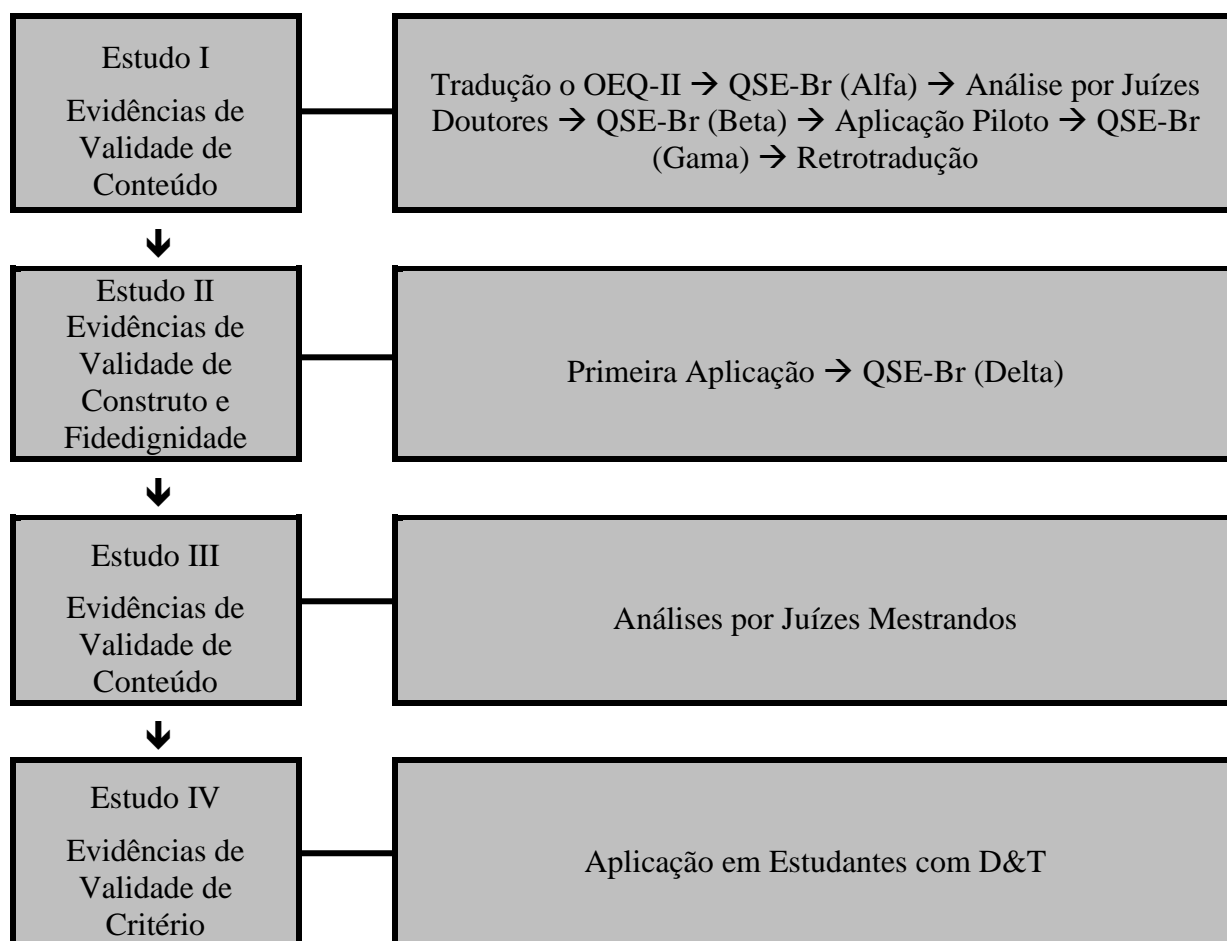 Estudo I
Evidências de
Validade de
Conteúdo
Tradução o OEQ-II → QSE-Br (Alfa) → Análise por Juízes
Doutores → QSE-Br (Beta) → Aplicação Piloto → QSE-Br
(Gama) → Retrotradução
Estudo II
Evidências de
Validade de
Construto e
Fidedignidade
Primeira Aplicação → QSE-Br (Delta)
Estudo III
Evidências de
Validade de
Conteúdo
Análises por Juízes Mestrandos
Estudo IV
Evidências de
Validade de
Critério
Aplicação em Estudantes com D&T